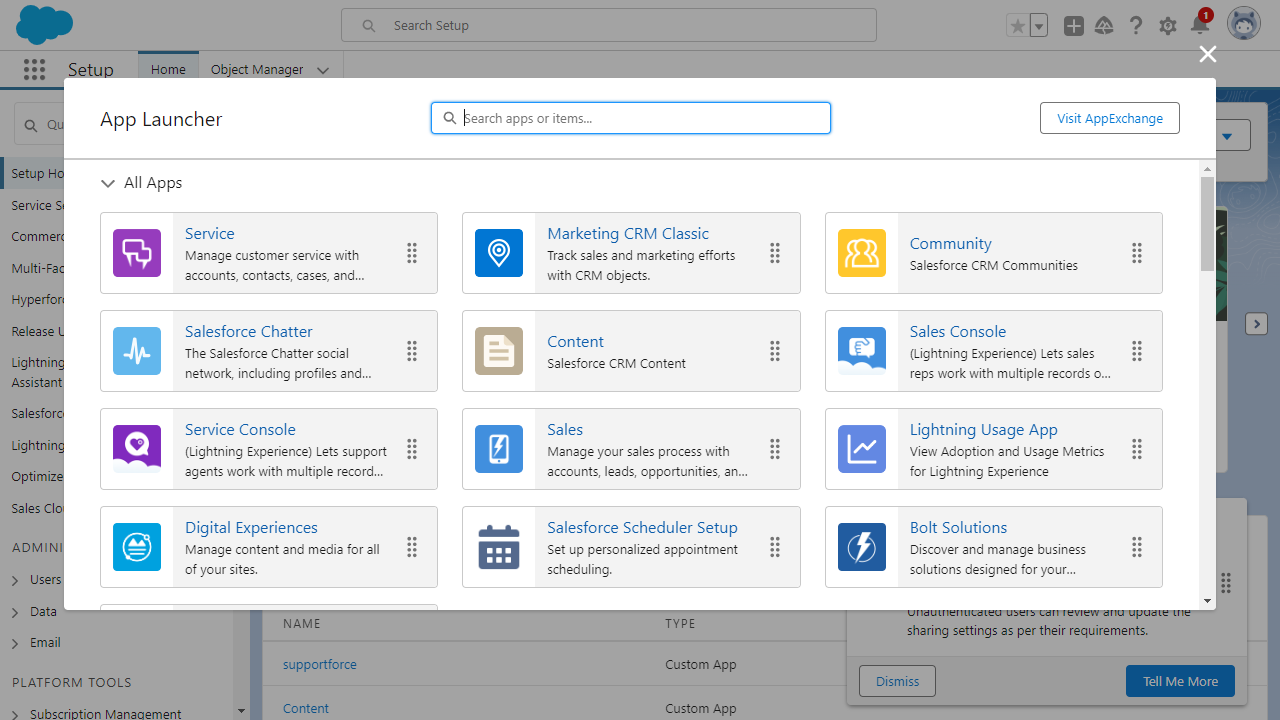 Search Setup
1
Setup
Home
Object Manager
App Launcher
Search apps or items...
Visit AppExchange
All Apps
Service
Manage customer service with
accounts, contacts, cases, and...
Marketing CRM Classic
Track sales and marketing efforts
with CRM objects.
Community
Salesforce CRM Communities
Salesforce Chatter
The Salesforce Chatter social
network, including profiles and...
Content
Salesforce CRM Content
Sales Console
(Lightning Experience) Lets sales
reps work with multiple records o...
Service Console
(Lightning Experience) Lets support
agents work with multiple record...
Sales
Manage your sales process with
accounts, leads, opportunities, an...
Lightning Usage App
View Adoption and Usage Metrics
for Lightning Experience
Digital Experiences
Manage content and media for all
of your sites.
Salesforce Scheduler Setup
Set up personalized appointment
scheduling.
Bolt Solutions
Discover and manage business
solutions designed for your...
Qu
Setup Ho
Service Se
Commerc
Multi-Fac
Hyperforc
Release U
Lightning
Assistant
Salesforce
Lightning
Optimize
Sales Clou
ADMINI
Users
Data
Email
PLATFORM TOOLS
Subscription Management
NAME
TYPE
supportforce
Custom App
Content
Custom App
Unauthenticated users can review and update the
sharing settings as per their requirements.
Dismiss
Tell Me More